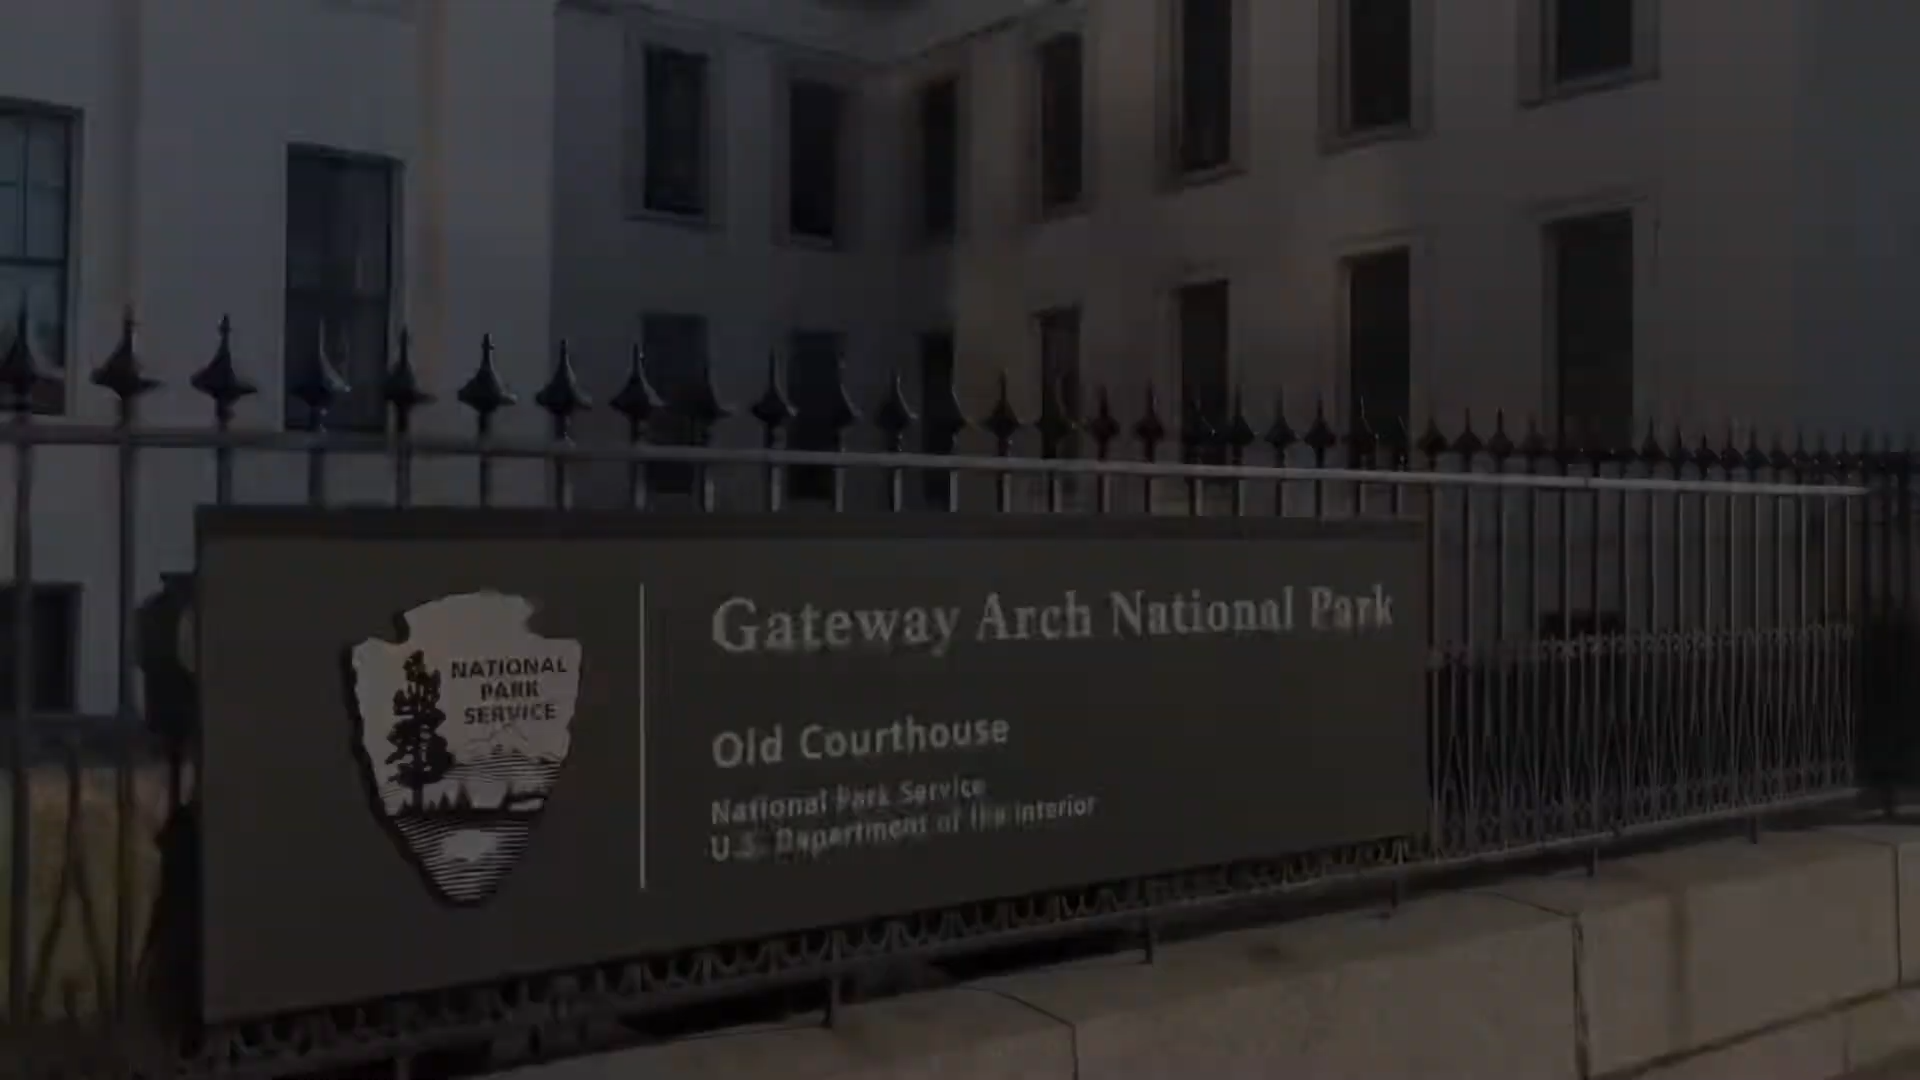 NATIONAL
PARK
SERVICE
Gateway Arch National Park
Old Courthouse
National Park Service
U.S. Department of the Interior